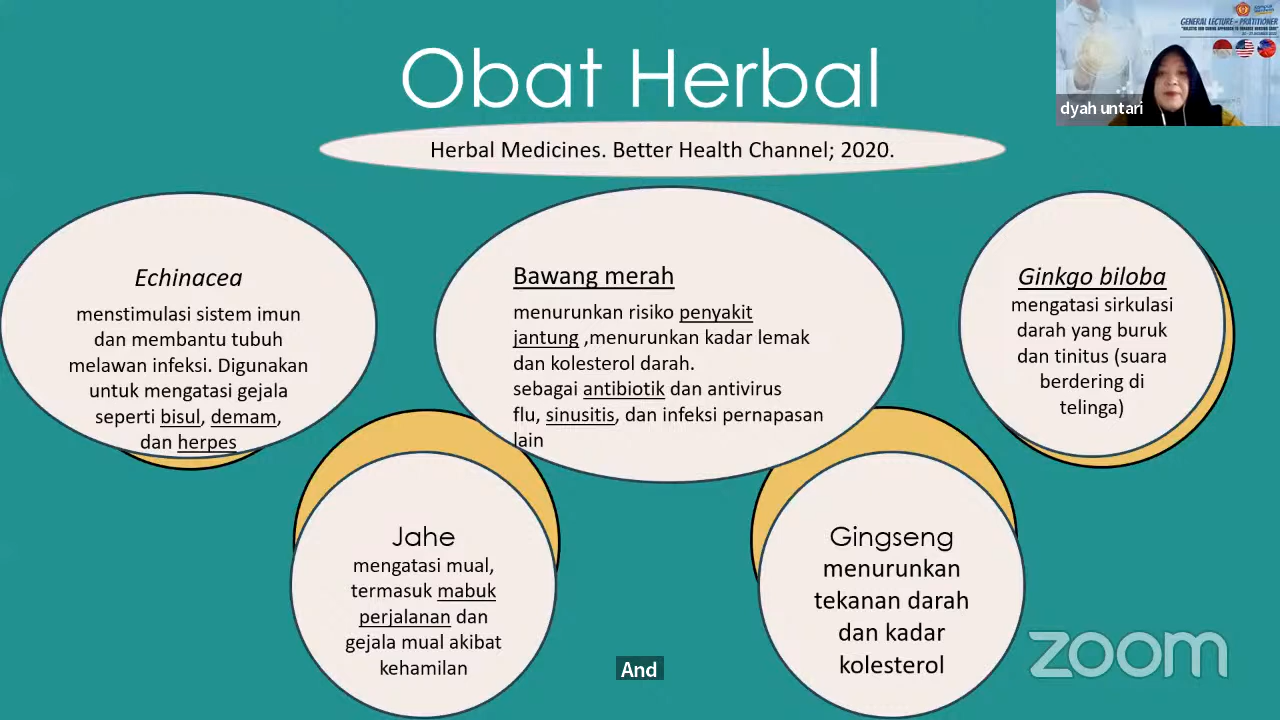 Obat Herbal
Herbal Medicines. Better Health Channel; 2020.
GENERAL LECTURE - PRATITIONER
dyah untari
Echinacea
menstimulasi sistem imun
dan membantu tubuh
melawan infeksi. Digunakan
untuk mengatasi gejala
seperti bisul, demam,
dan herpes
Bawang merah
menurunkan risiko penyakit
jantung ,menurunkan kadar lemak
dan kolesterol darah.
sebagai antibiotik dan antivirus
flu, sinusitis, dan infeksi pernapasan
lain
Ginkgo biloba
mengatasi sirkulasi
darah yang buruk
dan tinitus (suara
berdering di
telinga)
Jahe
mengatasi mual,
termasuk mabuk
perjalanan dan
gejala mual akibat
kehamilan
Gingseng
menurunkan
tekanan darah
dan kadar
kolesterol
And
zoom